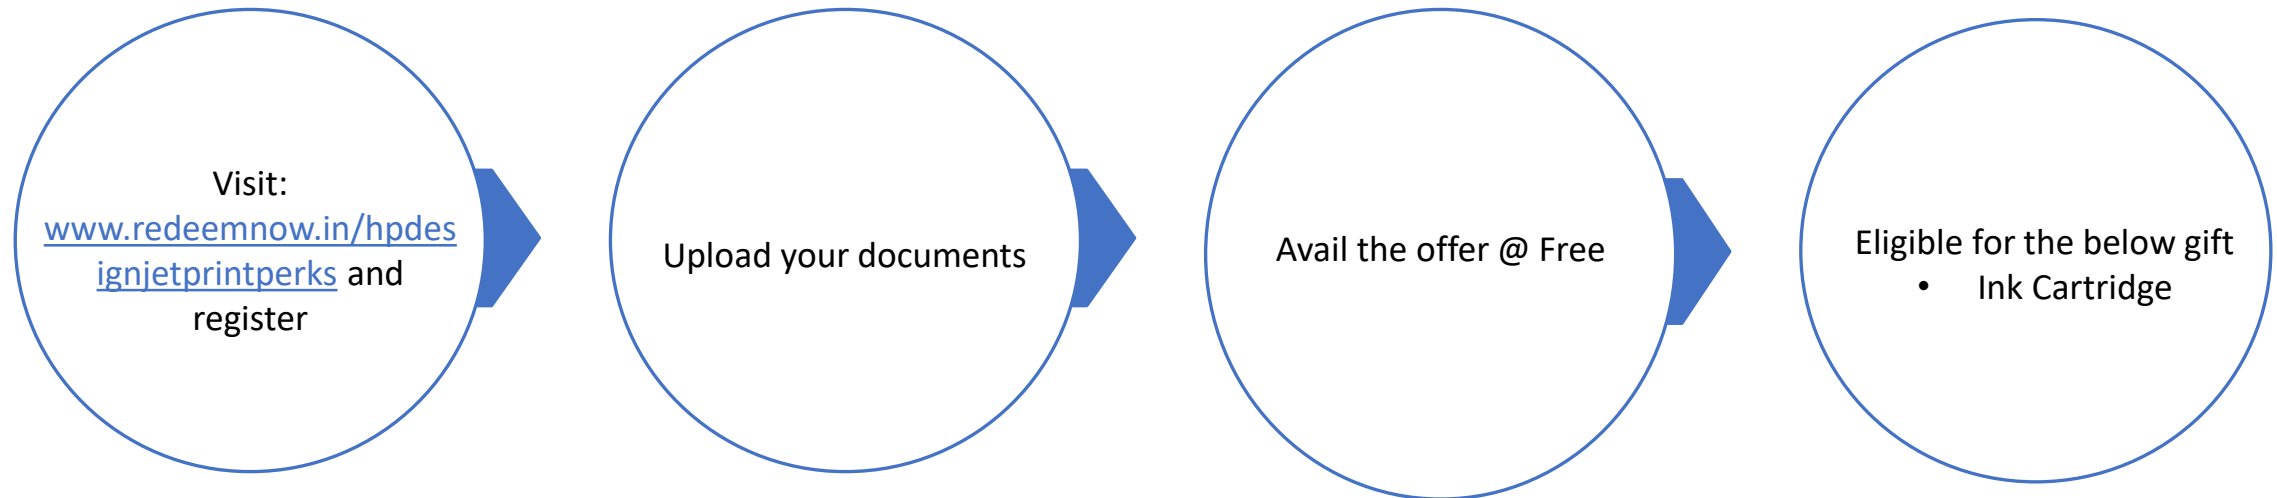 Visit:
www.redeemnow.in/hpdes
ignjetprintperks and
register
Upload your documents
Avail the offer @ Free
Eligible for the below gift
• Ink Cartridge